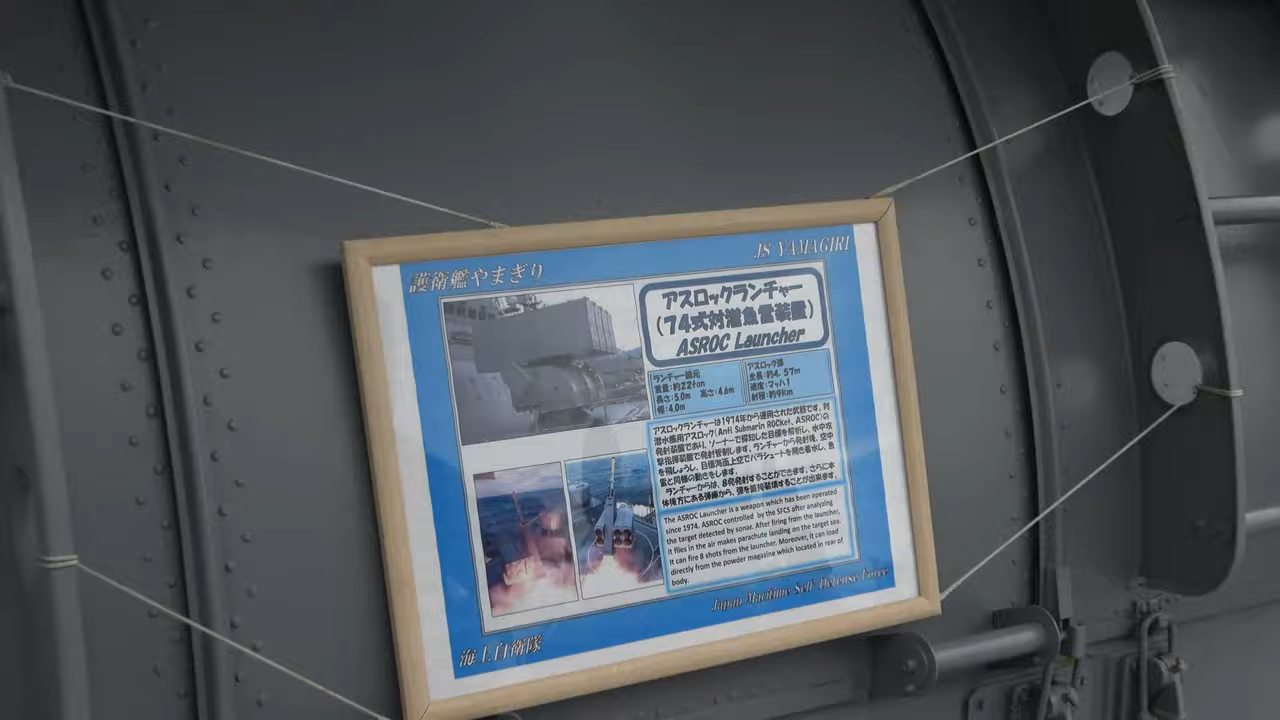 護衛艦やまぎり
JS YAMAGIRI
アスロックランチャー
(74式対潜魚雷装置)
ASROC Launcher
ランチャー諸元
重量:約22ton
長さ:5.0m 高さ:4.6m
幅:4.0m
アスロック弾
全長:約4.57m
速度:マッハ1
射程:約9Km
アスロックランチャーは1974年から運用された武器です。対
潜水艦用アスロック(Anti Submarin ROCket, ASROC)の
発射装置であり、ソーナーで探知した目標を解析し、水中攻
撃指揮装置で発射管制します。ランチャーから発射後、空中
を飛しょうし、目標海面上空でパラシュートを開き着水し、魚
雷と同様の動きをします。
ランチャーからは、8発発射することができます。さらに本
体後方にある弾庫から、弾を直接装填することが出来ます。
The ASROC Launcher is a weapon which has been operated
since 1974. ASROC controlled by the SFCS after analyzing
the target detected by sonar. After firing from the launcher,
it flies in the air makes parachute landing on the target sea.
It can fire 8 shots from the launcher. Moreover, it can load
directly from the powder magazine which located in rear of
body.
Japan Maritime Self-Defense Force
海上自衛隊